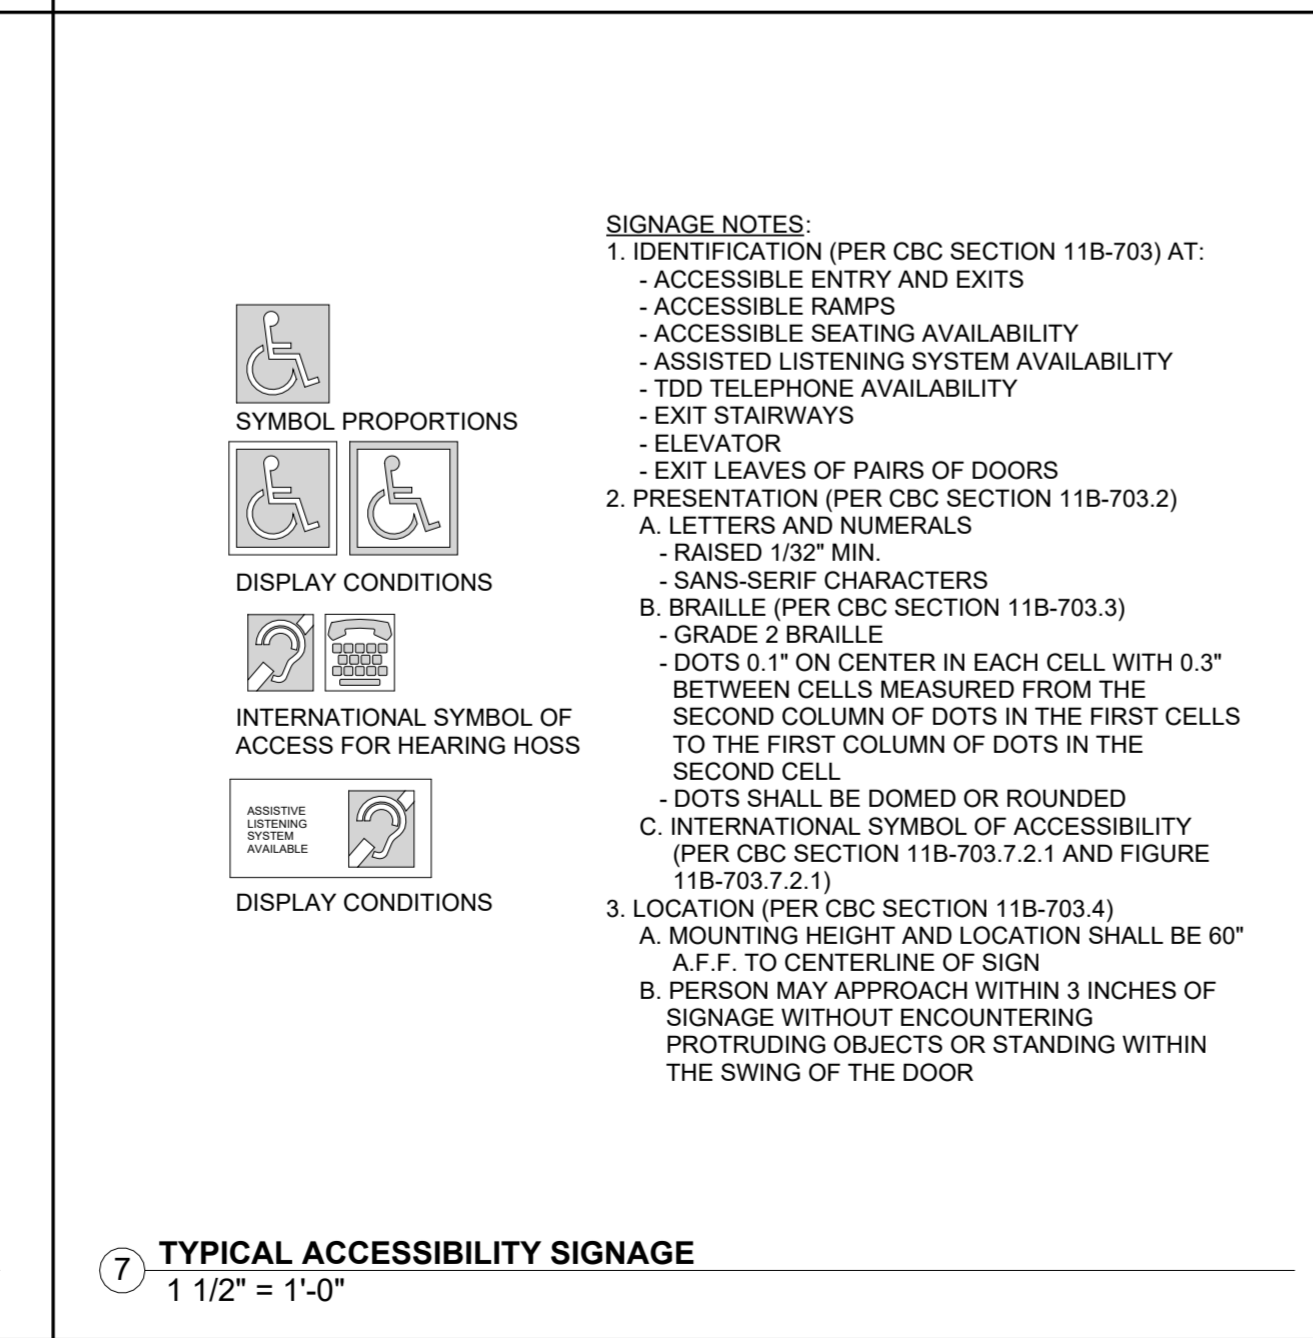 SYMBOL PROPORTIONS
DISPLAY CONDITIONS
INTERNATIONAL SYMBOL OF
ACCESS FOR HEARING HOSS
ASSISTIVE
LISTENING
SYSTEM
AVAILABLE
DISPLAY CONDITIONS
SIGNAGE NOTES:
1. IDENTIFICATION (PER CBC SECTION 11B-703) AT:
- ACCESSIBLE ENTRY AND EXITS
- ACCESSIBLE RAMPS
- ACCESSIBLE SEATING AVAILABILITY
- ASSISTED LISTENING SYSTEM AVAILABILITY
- TDD TELEPHONE AVAILABILITY
- EXIT STAIRWAYS
- ELEVATOR
- EXIT LEAVES OF PAIRS OF DOORS
2. PRESENTATION (PER CBC SECTION 11B-703.2)
A. LETTERS AND NUMERALS
- RAISED 1/32" MIN.
- SANS-SERIF CHARACTERS
B. BRAILLE (PER CBC SECTION 11B-703.3)
- GRADE 2 BRAILLE
- DOTS 0.1" ON CENTER IN EACH CELL WITH 0.3"
BETWEEN CELLS MEASURED FROM THE
SECOND COLUMN OF DOTS IN THE FIRST CELLS
TO THE FIRST COLUMN OF DOTS IN THE
SECOND CELL
- DOTS SHALL BE DOMED OR ROUNDED
C. INTERNATIONAL SYMBOL OF ACCESSIBILITY
(PER CBC SECTION 11B-703.7.2.1 AND FIGURE
11B-703.7.2.1)
3. LOCATION (PER CBC SECTION 11B-703.4)
A. MOUNTING HEIGHT AND LOCATION SHALL BE 60"
A.F.F. TO CENTERLINE OF SIGN
B. PERSON MAY APPROACH WITHIN 3 INCHES OF
SIGNAGE WITHOUT ENCOUNTERING
PROTRUDING OBJECTS OR STANDING WITHIN
THE SWING OF THE DOOR
7 TYPICAL ACCESSIBILITY SIGNAGE
1 1/2" = 1'-0"